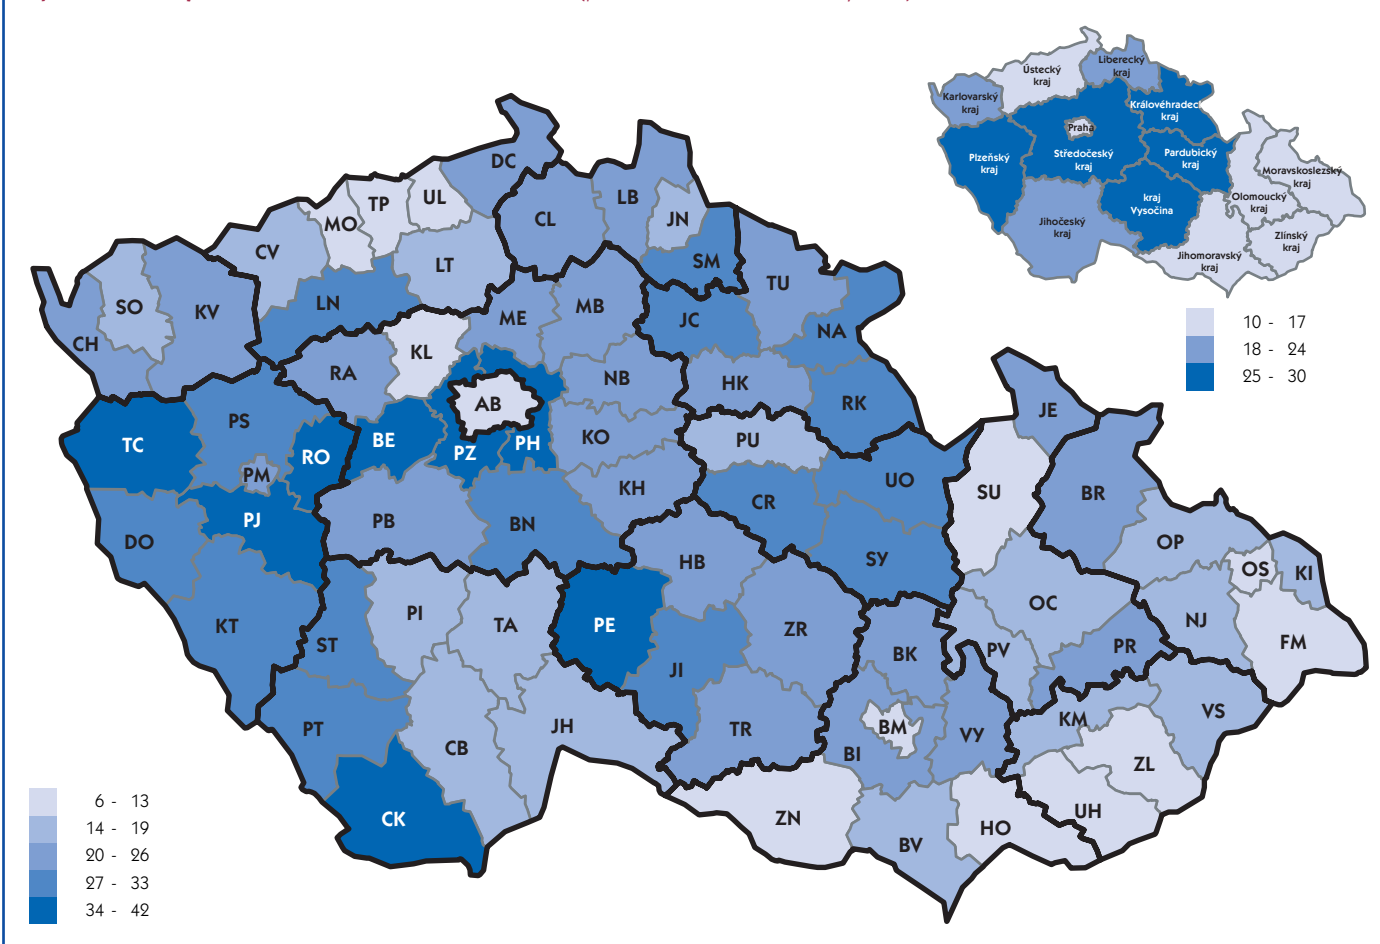 Ústecký
kraj
Liberecký
kraj
Karlovarský
kraj
Královéhradeck
kraj
Praha
Plzeňský
kraj
Středočeský
kraj
Pardubický
kraj
Moravskoslezský
kraj
kraj
Vysočina
Olomoucký
kraj
Jihočeský
kraj
Zlínský
kraj
Jihomoravský
kraj
10 - 17
18 - 24
25 - 30
DC
TP
UL
MO
CL
LB
JN
CV
LT
SM
TU
SO
KV
LN
ME
MB
JC
NA
CH
KL
RA
NB
HK
RK
AB
JE
TC
PS
BE
PZ
PH
KO
PU
RO
PM
KH
CR
UO
SU
BR
PJ
PB
BN
DO
HB
SY
OP
OS
KI
KT
PI
TA
PE
ZR
OC
NJ
FM
ST
JI
BK
PV
PR
PT
CB
JH
TR
BM
BI
VY
KM
VS
ZL
CK
ZN
BV
HO
UH
6 - 13
14 - 19
20 - 26
27 - 33
34 - 42